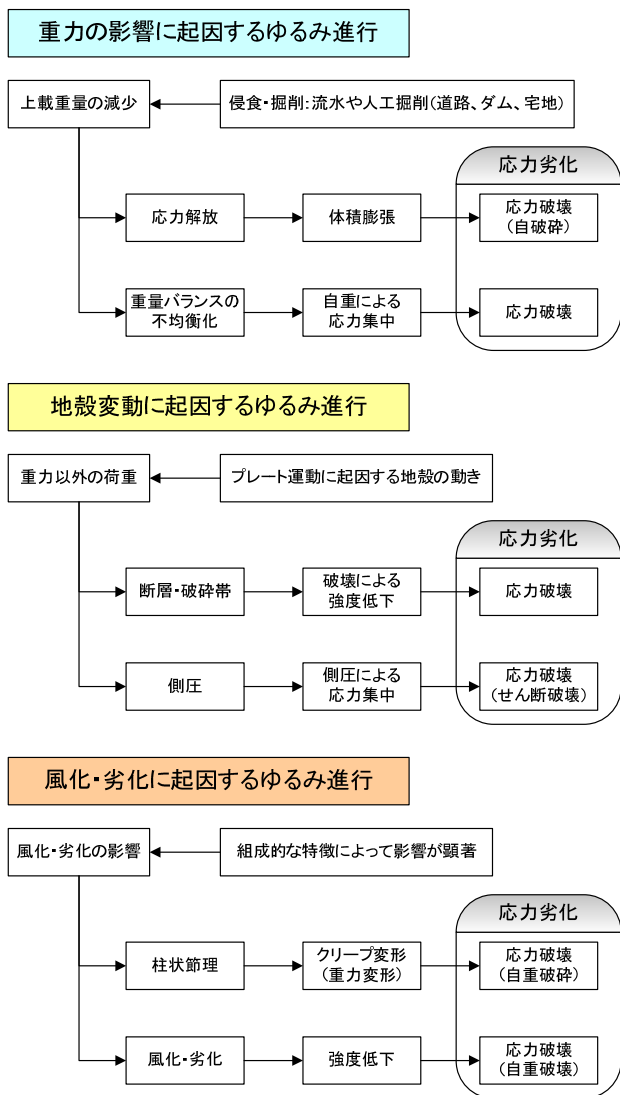 重力の影響に起因するゆるみ進行
上載重量の減少
侵食・掘削:流水や人工掘削(道路、ダム、宅地)
応力劣化
応力解放
体積膨張
応力破壊
(自破砕)
重量バランスの
不均衡化
自重による
応力集中
応力破壊
地殻変動に起因するゆるみ進行
重力以外の荷重
プレート運動に起因する地殻の動き
応力劣化
断層・破砕帯
破壊による
強度低下
応力破壊
側圧
側圧による
応力集中
応力破壊
(せん断破壊)
風化・劣化に起因するゆるみ進行
風化・劣化の影響
組成的な特徴によって影響が顕著
応力劣化
柱状節理
クリープ変形
(重力変形)
応力破壊
(自重破砕)
風化・劣化
強度低下
応力破壊
(自重破壊)